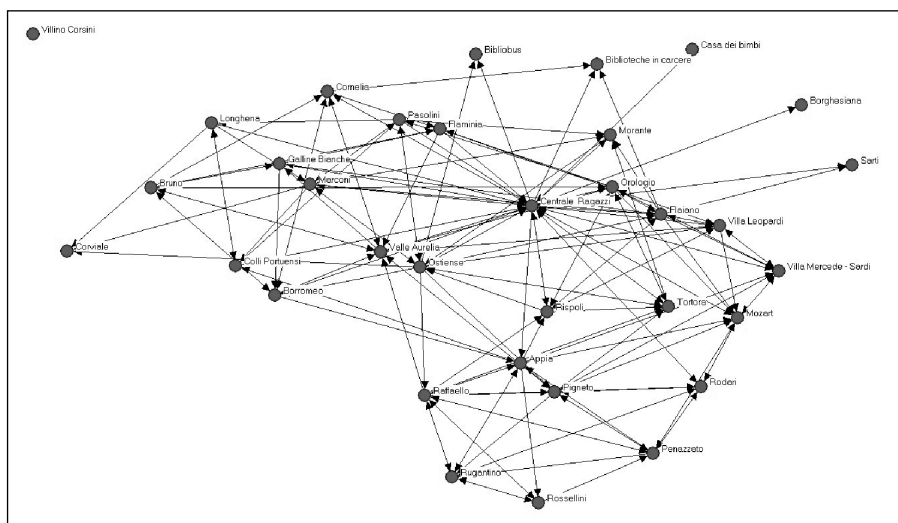 Villino Corsini
Bibliobus
Casa dei bimbi
Biblioteche in carcere
Cornelia
Borghesiana
Longhena
Pasolini
Flaminia
Morante
Galline Bianche
Sarti
Bruno
Marconi
Orologio
Centrale Ragazzi
Flaiano
Villa Leopardi
Corviale
Valle Aurelia
Colli Portuensi
Ostiense
Villa Mercede - Sardi
Borromeo
Rispoli
Tortora
Mozart
Appia
Raffaello
Pigneto
Rodari
Penazzato
Rugantino
Rossellini